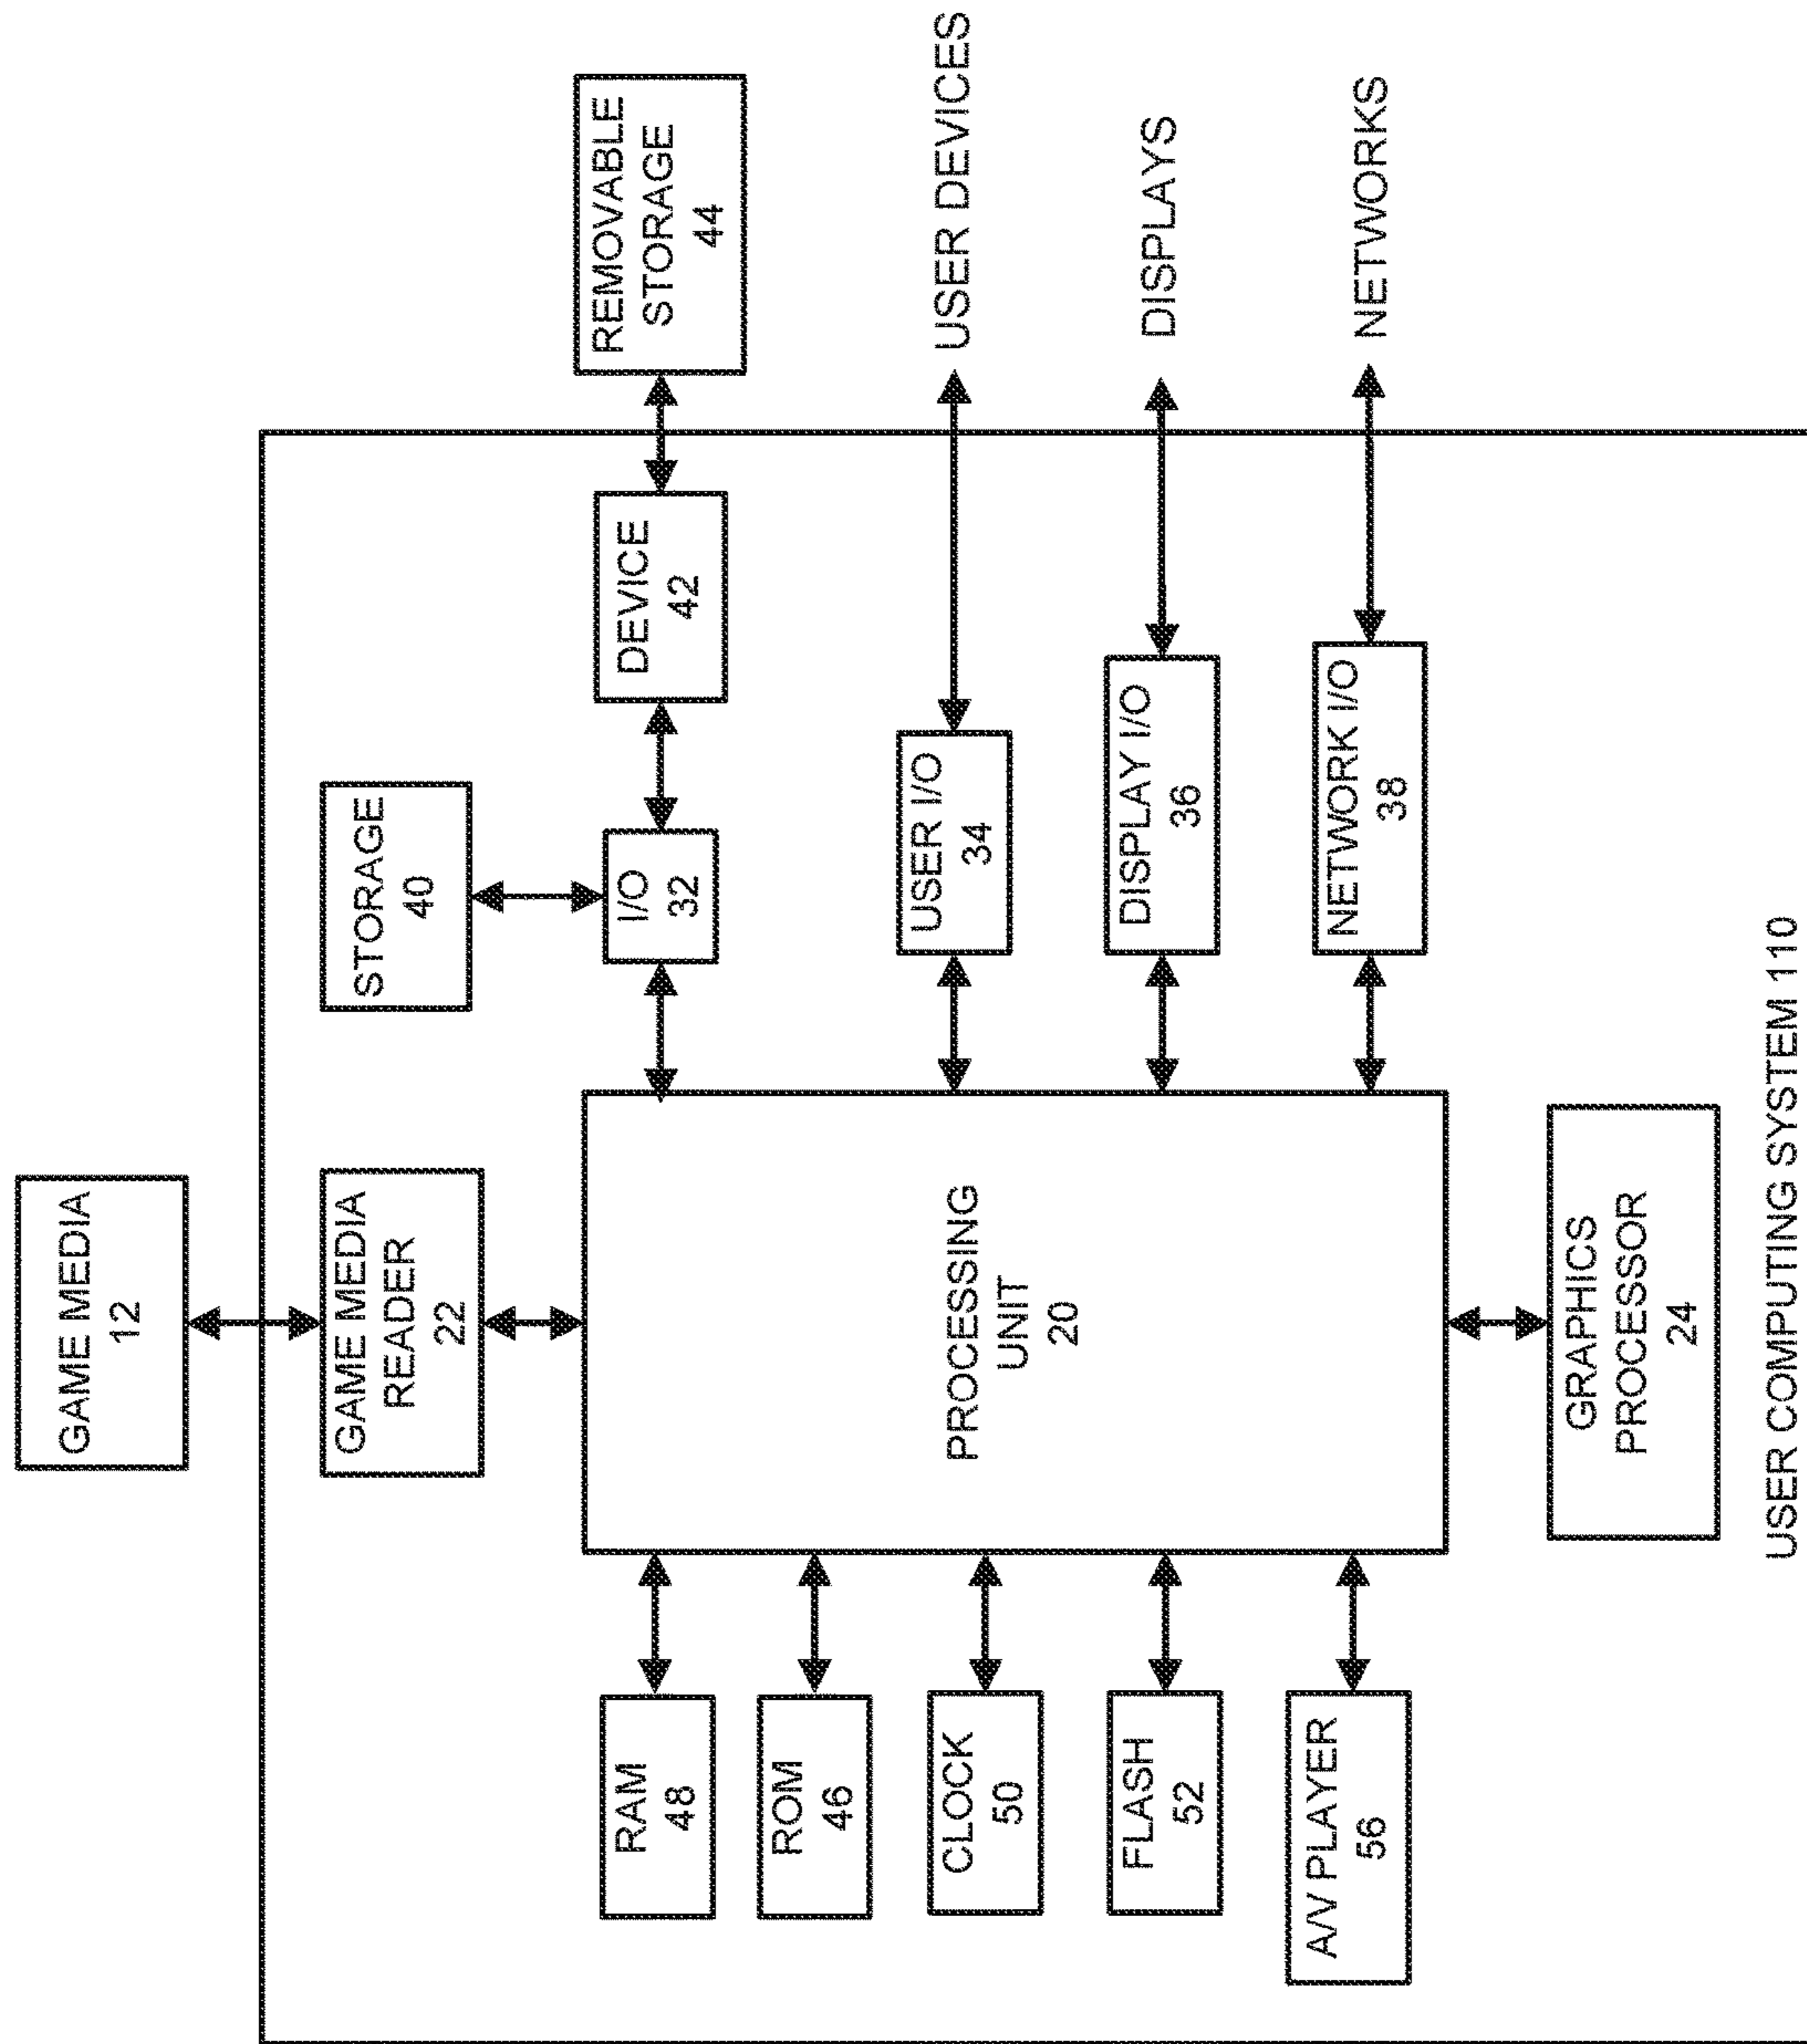 GAME MEDIA
12
GAME MEDIA
READER
22
STORAGE
40
RAM
48
ROM
46
CLOCK
50
FLASH
52
A/V PLAYER
56
PROCESSING
UNIT
20
I/O
32
DEVICE
42
REMOVABLE
STORAGE
44
USER I/O
34
USER DEVICES
DISPLAY I/O
36
DISPLAYS
NETWORK I/O
38
NETWORKS
GRAPHICS
PROCESSOR
24
USER COMPUTING SYSTEM 110